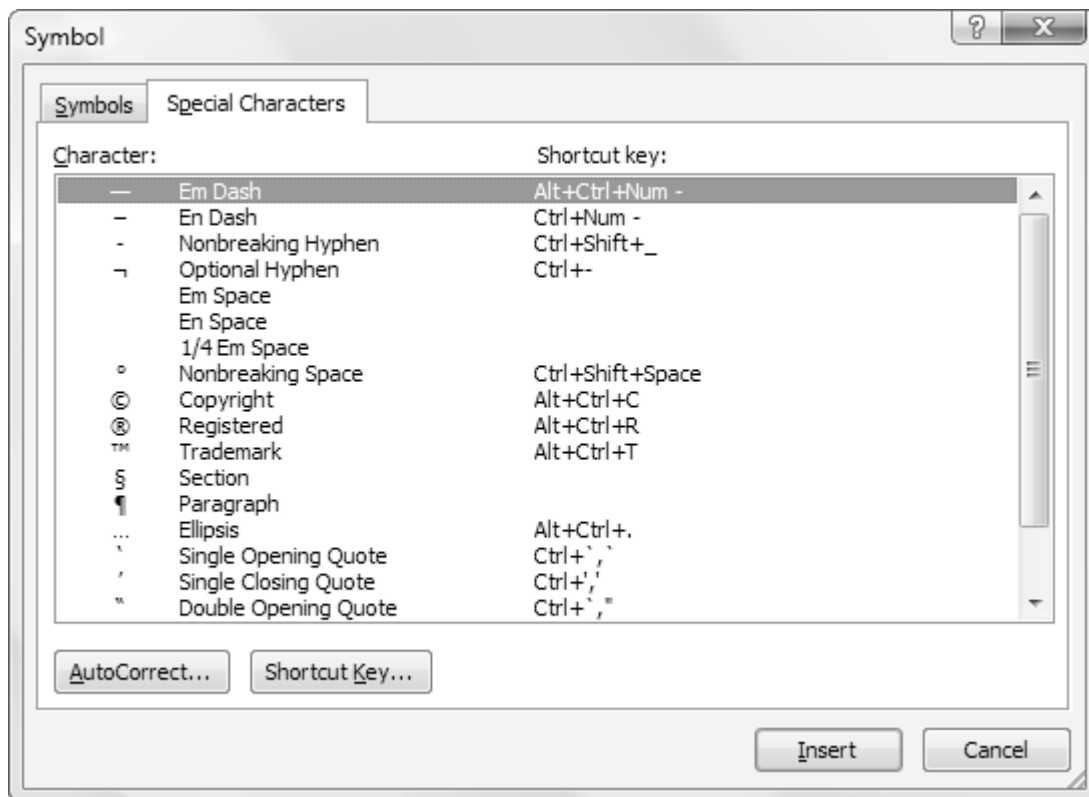 Symbol
Symbols Special Characters
Character: Shortcut key:
— Em Dash Alt+Ctrl+Num -
– En Dash Ctrl+Num -
- Nonbreaking Hyphen Ctrl+Shift+_
¬ Optional Hyphen Ctrl+-
Em Space
En Space
1/4 Em Space
° Nonbreaking Space Ctrl+Shift+Space
© Copyright Alt+Ctrl+C
® Registered Alt+Ctrl+R
™ Trademark Alt+Ctrl+T
§ Section
¶ Paragraph
… Ellipsis Alt+Ctrl+.
‘ Single Opening Quote Ctrl+`,`
’ Single Closing Quote Ctrl+','
“ Double Opening Quote Ctrl+`,"
AutoCorrect... Shortcut Key...
Insert Cancel